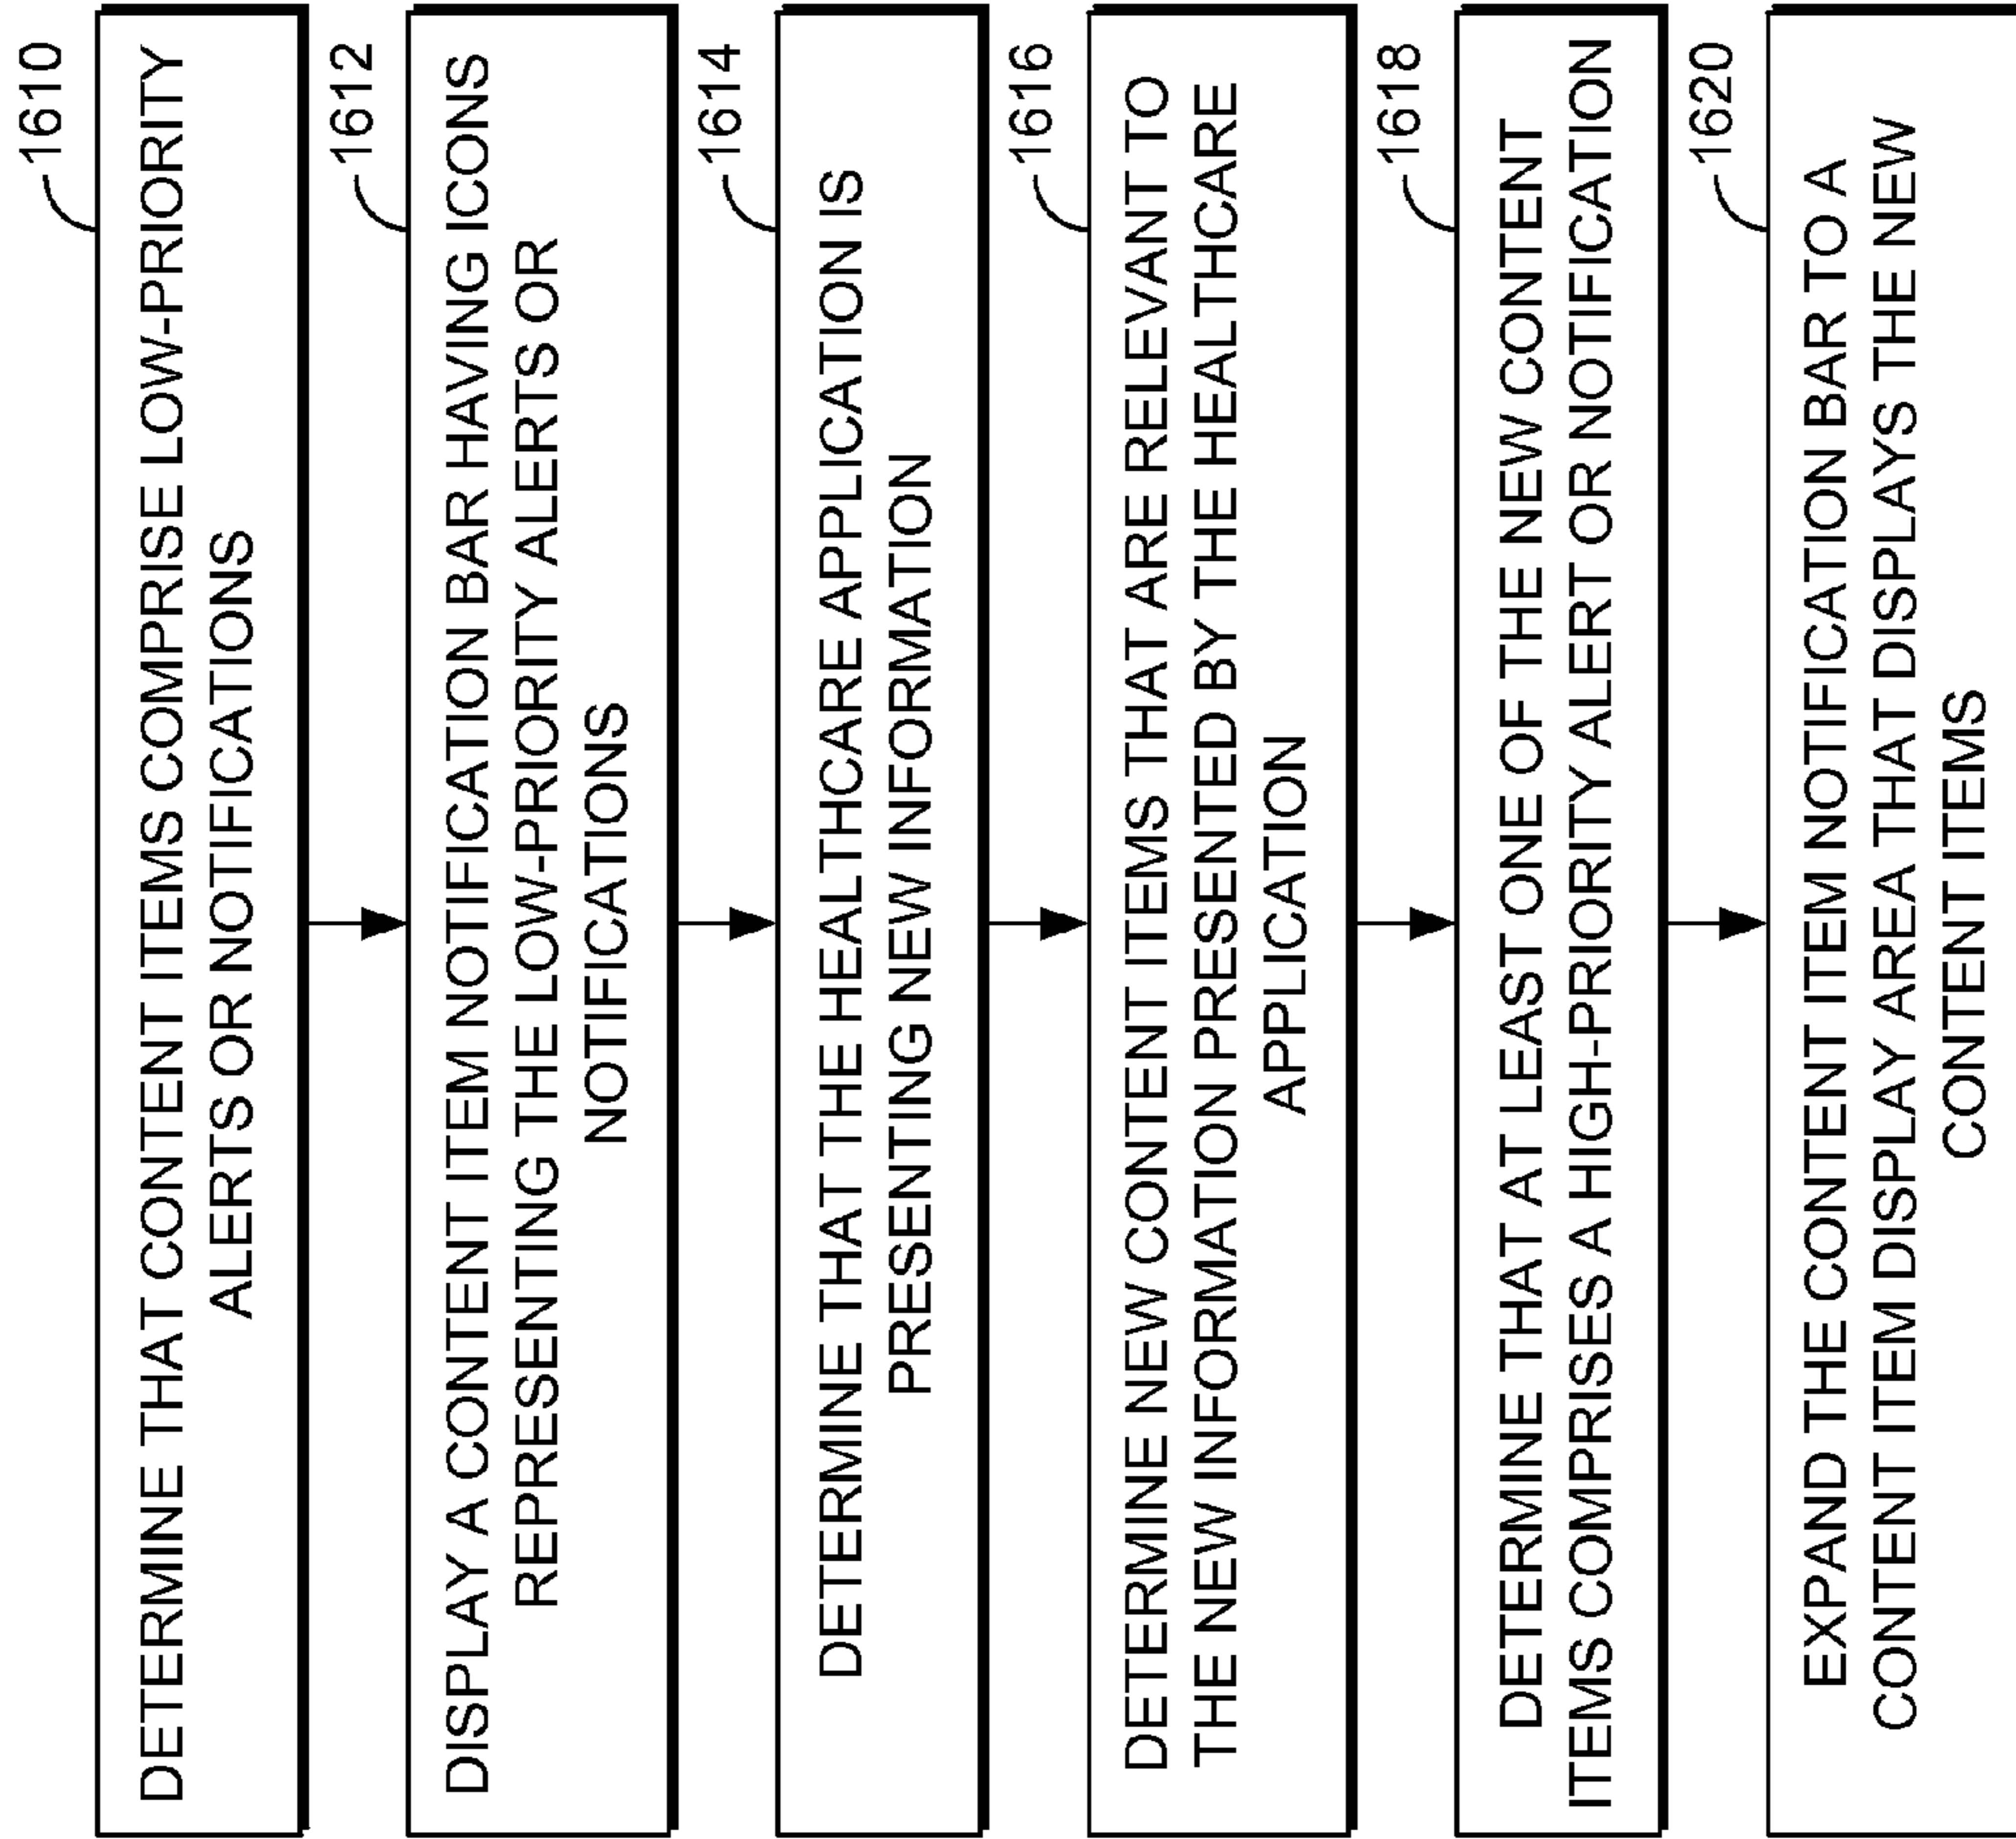 1610
DETERMINE THAT CONTENT ITEMS COMPRISE LOW-PRIORITY
ALERTS OR NOTIFICATIONS
1612
DISPLAY A CONTENT ITEM NOTIFICATION BAR HAVING ICONS
REPRESENTING THE LOW-PRIORITY ALERTS OR
NOTIFICATIONS
1614
DETERMINE THAT THE HEALTHCARE APPLICATION IS
PRESENTING NEW INFORMATION
1616
DETERMINE NEW CONTENT ITEMS THAT ARE RELEVANT TO
THE NEW INFORMATION PRESENTED BY THE HEALTHCARE
APPLICATION
1618
DETERMINE THAT AT LEAST ONE OF THE NEW CONTENT
ITEMS COMPRISES A HIGH-PRIORITY ALERT OR NOTIFICATION
1620
EXPAND THE CONTENT ITEM NOTIFICATION BAR TO A
CONTENT ITEM DISPLAY AREA THAT DISPLAYS THE NEW
CONTENT ITEMS